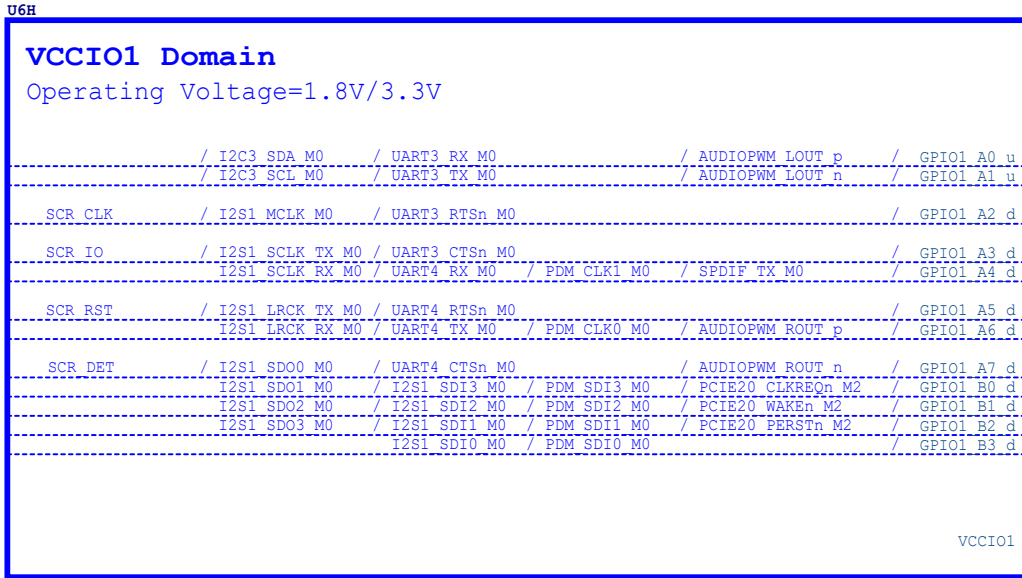 U6H
VCCIO1 Domain
Operating Voltage=1.8V/3.3V
/ I2C3_SDA_M0 / UART3_RX_M0 / AUDIOPWM_LOUT_p / GPIO1_A0_u
/ I2C3_SCL_M0 / UART3_TX_M0 / AUDIOPWM_LOUT_n / GPIO1_A1_u
SCR_CLK / I2S1_MCLK_M0 / UART3_RTSn_M0 / GPIO1_A2_d
SCR_IO / I2S1_SCLK_TX_M0 / UART3_CTSn_M0 / GPIO1_A3_d
I2S1_SCLK_RX_M0 / UART4_RX_M0 / PDM_CLK1_M0 / SPDIF_TX_M0 / GPIO1_A4_d
SCR_RST / I2S1_LRCK_TX_M0 / UART4_RTSn_M0 / GPIO1_A5_d
I2S1_LRCK_RX_M0 / UART4_TX_M0 / PDM_CLK0_M0 / AUDIOPWM_ROUT_p / GPIO1_A6_d
SCR_DET / I2S1_SDO0_M0 / UART4_CTSn_M0 / AUDIOPWM_ROUT_n / GPIO1_A7_d
I2S1_SDO1_M0 / I2S1_SDI3_M0 / PDM_SDI3_M0 / PCIE20_CLKREQn_M2 / GPIO1_B0_d
I2S1_SDO2_M0 / I2S1_SDI2_M0 / PDM_SDI2_M0 / PCIE20_WAKEn_M2 / GPIO1_B1_d
I2S1_SDO3_M0 / I2S1_SDI1_M0 / PDM_SDI1_M0 / PCIE20_PERSTn_M2 / GPIO1_B2_d
I2S1_SDI0_M0 / PDM_SDI0_M0 / GPIO1_B3_d
VCCIO1